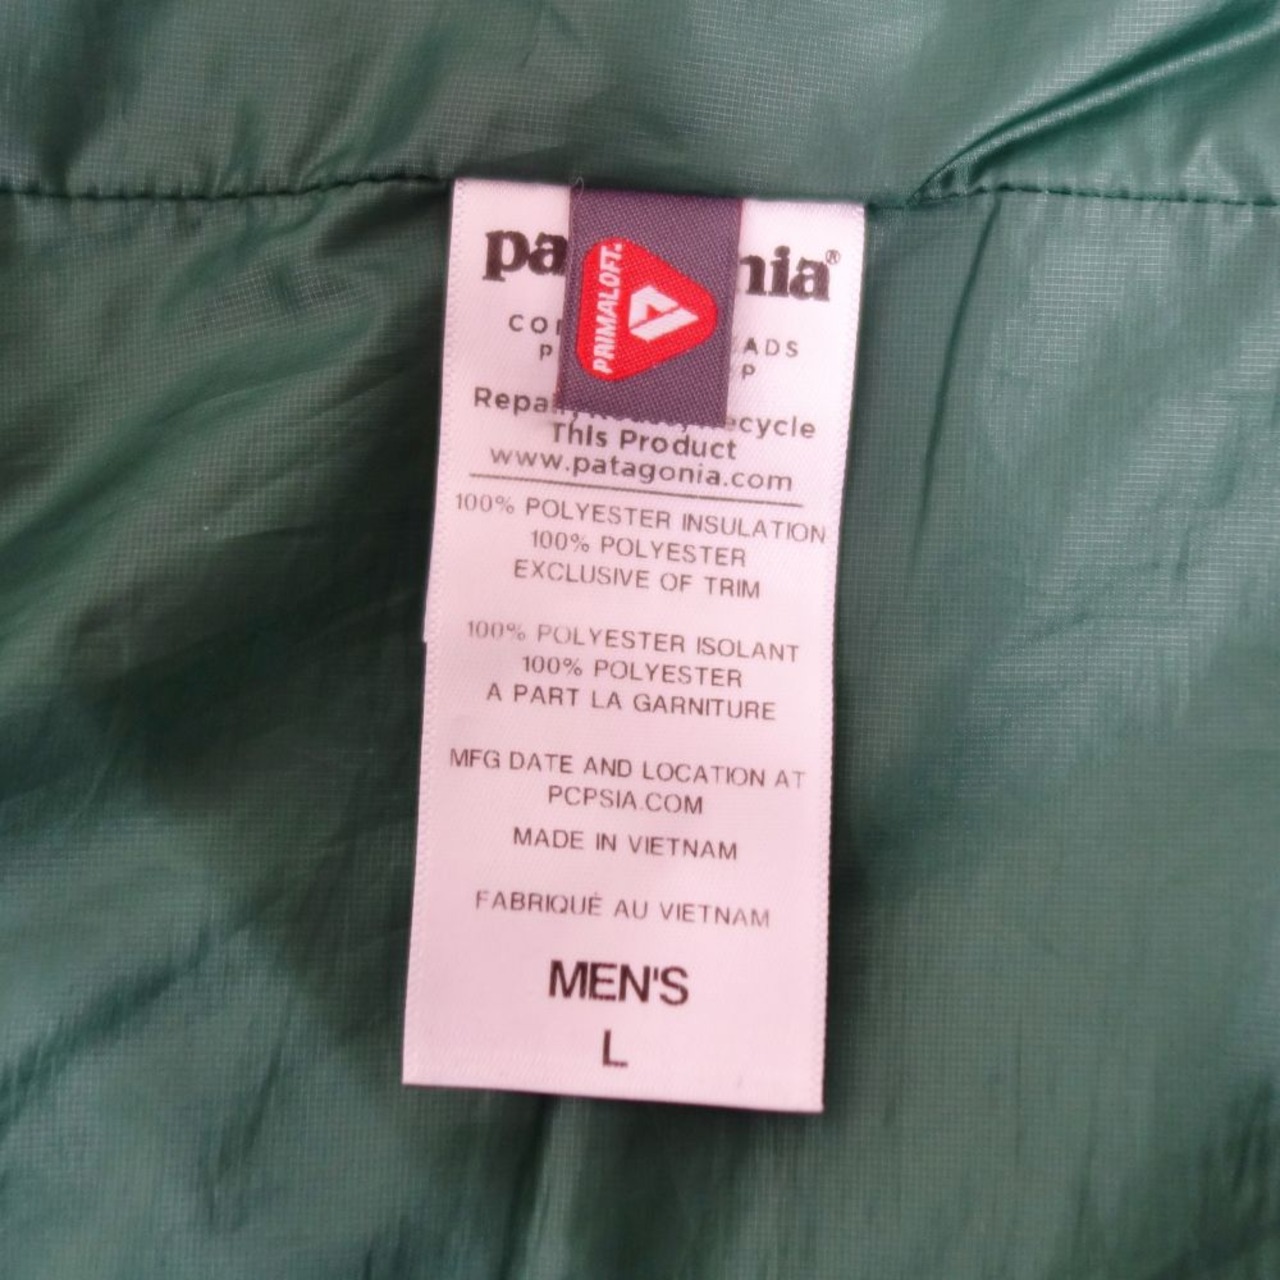 pa nia®
PRIMALOFT
CO ADS
P P
Repair, ecycle
This Product
www.patagonia.com
100% POLYESTER INSULATION
100% POLYESTER
EXCLUSIVE OF TRIM
100% POLYESTER ISOLANT
100% POLYESTER
A PART LA GARNITURE
MFG DATE AND LOCATION AT
PCPSIA.COM
MADE IN VIETNAM
FABRIQUÉ AU VIETNAM
MEN'S
L